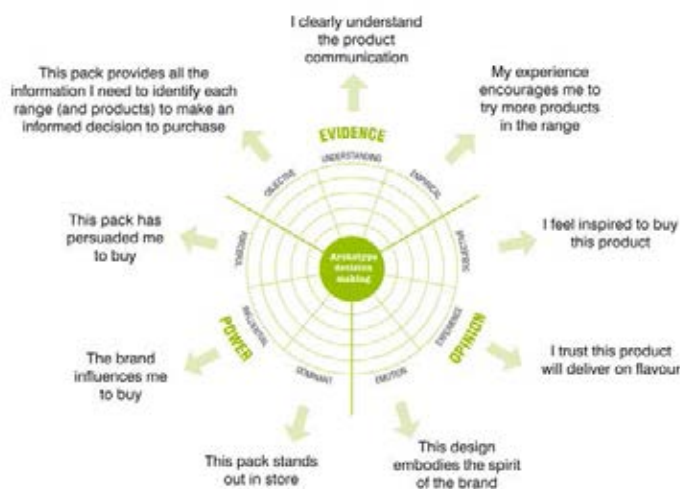 I clearly understand
the product
communication
This pack provides all the
information I need to identify each
range (and products) to make an
informed decision to purchase
My experience
encourages me to
try more products
in the range
EVIDENCE
UNDERSTANDING
OBJECTIVE
EMPIRICAL
This pack has
persuaded me
to buy
FORCEFUL
Archetype
decision
making
SUBJECTIVE
I feel inspired to buy
this product
The brand
influences me
to buy
POWER
INFLUENTIAL
DOMINANT
EMOTION
EXPERIENCE
OPINION
I trust this product
will deliver on flavour
This pack stands
out in store
This design
embodies the spirit
of the brand